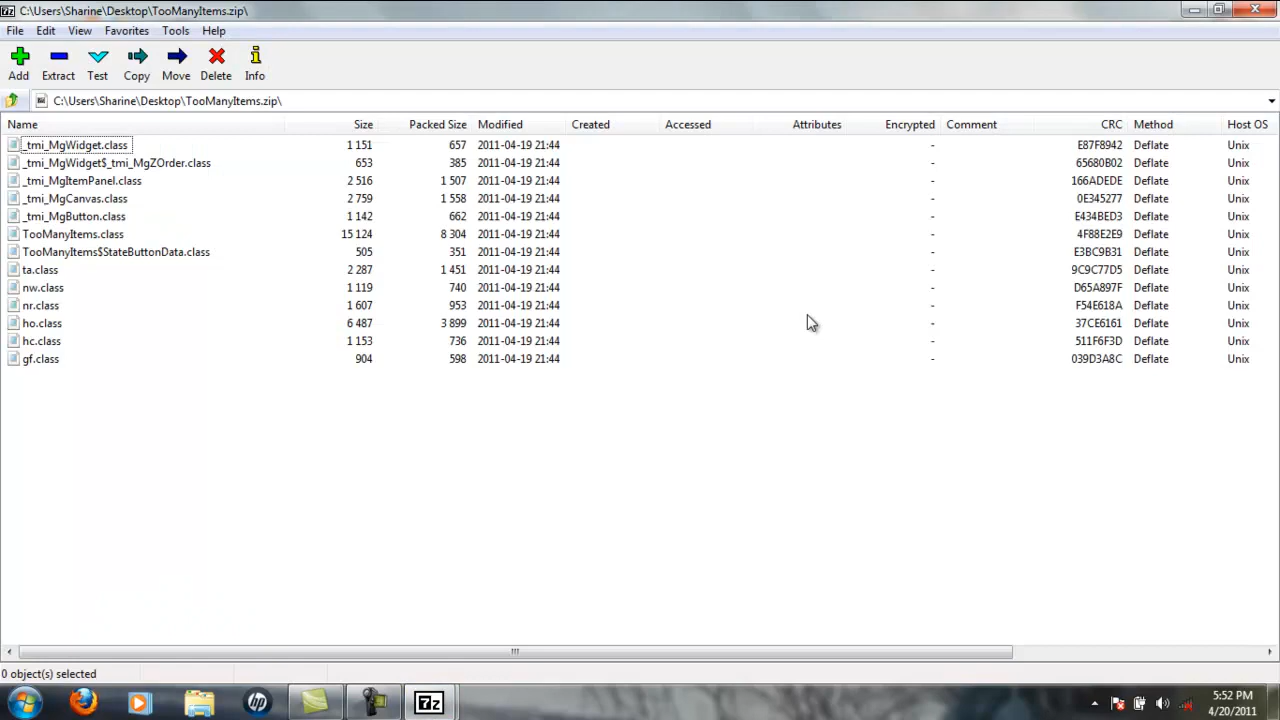 C:\Users\Sharine\Desktop\TooManyItems.zip\
File Edit View Favorites Tools Help
Add Extract Test Copy Move Delete Info
C:\Users\Sharine\Desktop\TooManyItems.zip\
Name Size Packed Size Modified Created Accessed Attributes Encrypted Comment CRC Method Host OS
_tmi_MgWidget.class 1 151 657 2011-04-19 21:44 - E87F8942 Deflate Unix
_tmi_MgWidget$_tmi_MgZOrder.class 653 385 2011-04-19 21:44 - 65680B02 Deflate Unix
_tmi_MgItemPanel.class 2 516 1 507 2011-04-19 21:44 - 166ADEDE Deflate Unix
_tmi_MgCanvas.class 2 759 1 558 2011-04-19 21:44 - 0E345277 Deflate Unix
_tmi_MgButton.class 1 142 662 2011-04-19 21:44 - E434BED3 Deflate Unix
TooManyItems.class 15 124 8 304 2011-04-19 21:44 - 4F88E2E9 Deflate Unix
TooManyItems$StateButtonData.class 505 351 2011-04-19 21:44 - E3BC9B31 Deflate Unix
ta.class 2 287 1 451 2011-04-19 21:44 - 9C9C77D5 Deflate Unix
nw.class 1 119 740 2011-04-19 21:44 - D65A897F Deflate Unix
nr.class 1 607 953 2011-04-19 21:44 - F54E618A Deflate Unix
ho.class 6 487 3 899 2011-04-19 21:44 - 37CE6161 Deflate Unix
hc.class 1 153 736 2011-04-19 21:44 - 511F6F3D Deflate Unix
gf.class 904 598 2011-04-19 21:44 - 039D3A8C Deflate Unix
0 object(s) selected
hp 7z 5:52 PM
4/20/2011